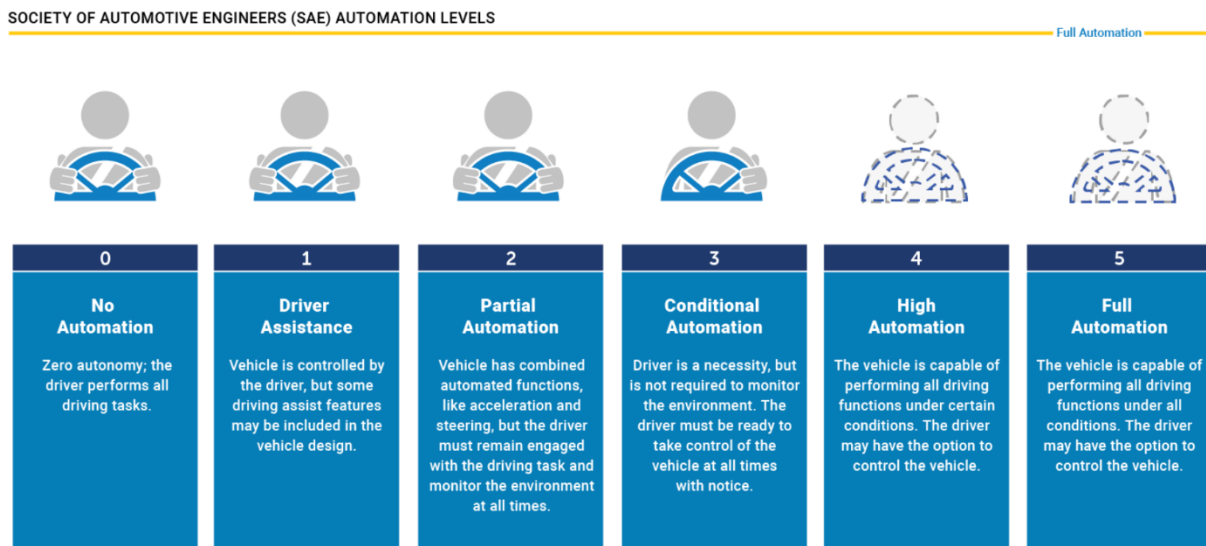 SOCIETY OF AUTOMOTIVE ENGINEERS (SAE) AUTOMATION LEVELS
Full Automation
0
No
Automation
Zero autonomy; the
driver performs all
driving tasks.
1
Driver
Assistance
Vehicle is controlled by
the driver, but some
driving assist features
may be included in the
vehicle design.
2
Partial
Automation
Vehicle has combined
automated functions,
like acceleration and
steering, but the driver
must remain engaged
with the driving task and
monitor the environment
at all times.
3
Conditional
Automation
Driver is a necessity, but
is not required to monitor
the environment. The
driver must be ready to
take control of the
vehicle at all times
with notice.
4
High
Automation
The vehicle is capable of
performing all driving
functions under certain
conditions. The driver
may have the option to
control the vehicle.
5
Full
Automation
The vehicle is capable of
performing all driving
functions under all
conditions. The driver
may have the option to
control the vehicle.